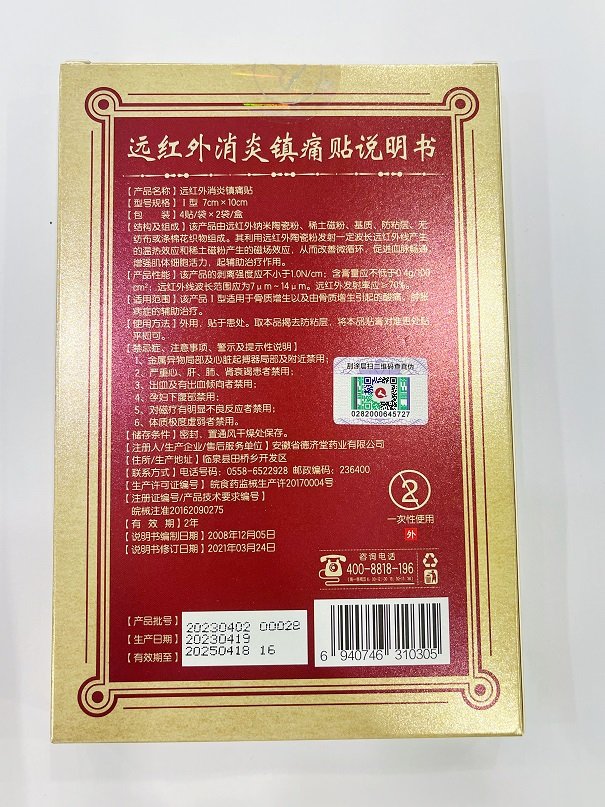 远红外消炎镇痛贴说明书
【产品名称】远红外消炎镇痛贴
【型号规格】Ⅰ型 7cm×10cm
【包 装】4贴/袋×2袋/盒
【结构及组成】该产品由远红外纳米陶瓷粉、稀土磁粉、基质、防粘层、无
纺布或涤棉花织物组成。其利用远红外陶瓷粉发射一定波长远红外线产生
的温热效应和稀土磁粉产生的磁场效应,从而改善微循环,促进血脉畅通
增强肌体细胞活力,起辅助治疗作用。
【产品性能】该产品的剥离强度应不小于1.0N/cm;含膏量应不低于0.4g/100
cm²;远红外线波长范围应为7μm~14μm。远红外发射率应≥70%。
【适用范围】该产品Ⅰ型适用于骨质增生以及由骨质增生引起的酸痛、肿胀
病症的辅助治疗。
【使用方法】外用,贴于患处。取本品揭去防粘层,将本品贴膏对准患处贴
平即可。
【禁忌症、注意事项、警示及提示性说明】
1、金属异物局部及心脏起搏器局部及附近禁用;
2、严重心、肝、肺、肾衰竭患者禁用;
3、出血及有出血倾向者禁用;
4、孕妇下腹部禁用;
5、对磁疗有明显不良反应者禁用;
6、体质极度虚弱者禁用。
【储存条件】密封、置通风干燥处保存。
【注册人/生产企业/售后服务单位】安徽省德济堂药业有限公司
【住所/生产地址】临泉县田桥乡开发区
【联系方式】电话号码:0558-6522928 邮政编码:236400
【生产许可证编号】皖食药监械生产许20170004号
【注册证编号/产品技术要求编号】
皖械注准20162090275
【有 效 期】2年
【说明书编制日期】2008年12月05日
【说明书修订日期】2021年03月24日
刮涂层扫二维码查真伪
0282000645727
2
一次性使用
外
咨询电话
400-8818-196
【产品批号】20230402 00028
【生产日期】20230419
【有效期至】20250418 16
6 940746 310305